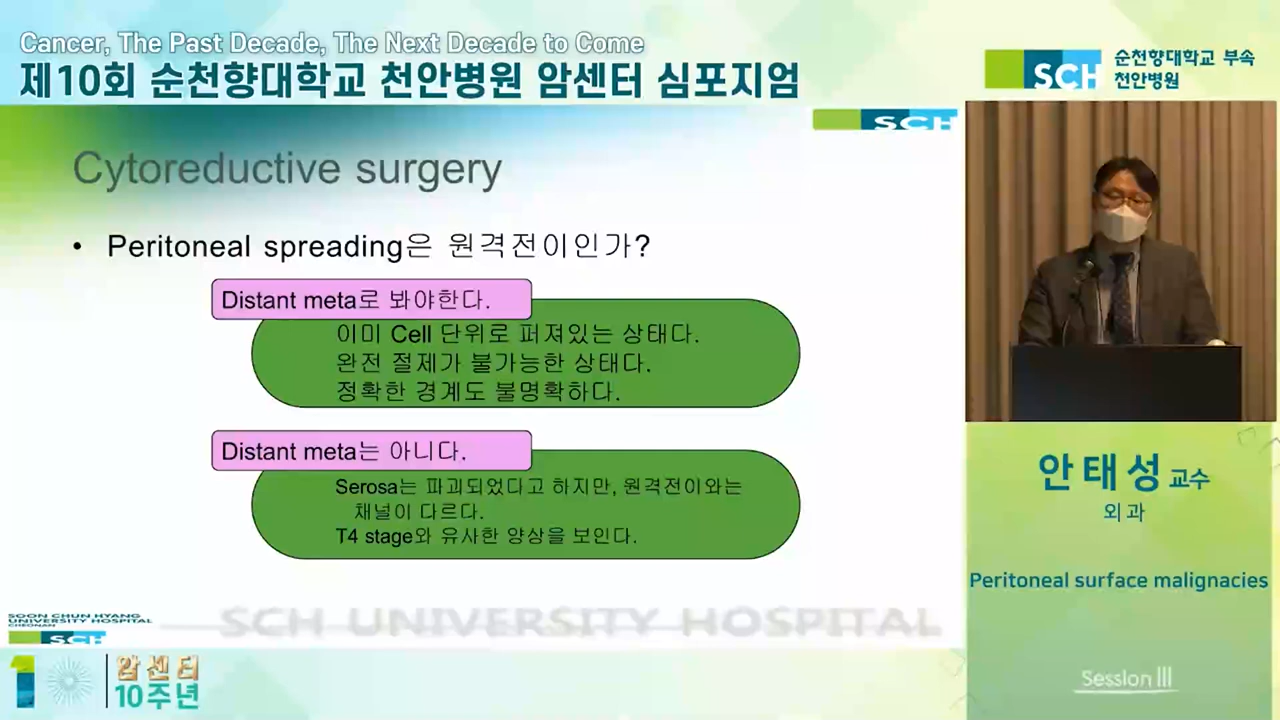 Cancer, The Past Decade, The Next Decade to Come
제10회 순천향대학교 천안병원 암센터 심포지엄
SCH
순천향대학교 부속
천안병원
SCH
Cytoreductive surgery
• Peritoneal spreading은 원격전이인가?
Distant meta로 봐야한다.
이미 Cell 단위로 퍼져있는 상태다.
완전 절제가 불가능한 상태다.
정확한 경계도 불명확하다.
Distant meta는 아니다.
Serosa는 파괴되었다고 하지만, 원격전이와는
채널이 다르다.
T4 stage와 유사한 양상을 보인다.
안태성 교수
외과
Peritoneal surface malignacies
Session III
SOON CHUN HYANG
UNIVERSITY HOSPITAL
CHEONAN
SCH
SCH UNIVERSITY HOSPITAL
10
암센터
10주년